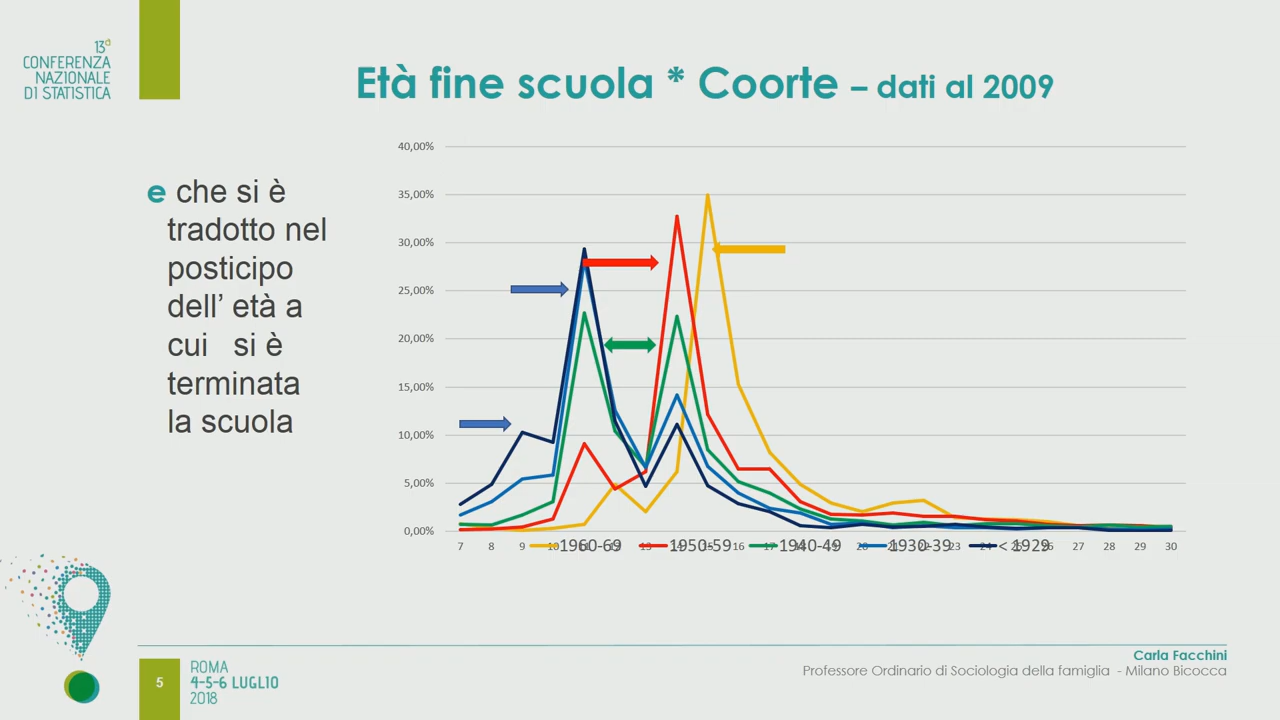 13ª
CONFERENZA
NAZIONALE
DI STATISTICA
Età fine scuola * Coorte – dati al 2009
e che si è
tradotto nel
posticipo
dell’ età a
cui si è
terminata
la scuola
40,00%
35,00%
30,00%
25,00%
20,00%
15,00%
10,00%
5,00%
0,00%
7 8 9 10 11 12 13 14 15 16 17 18 19 20 21 22 23 24 25 26 27 28 29 30
1960-69 1950-59 1940-49 1930-39 < 1929
Carla Facchini
Professore Ordinario di Sociologia della famiglia - Milano Bicocca
5
ROMA
4-5-6 LUGLIO
2018